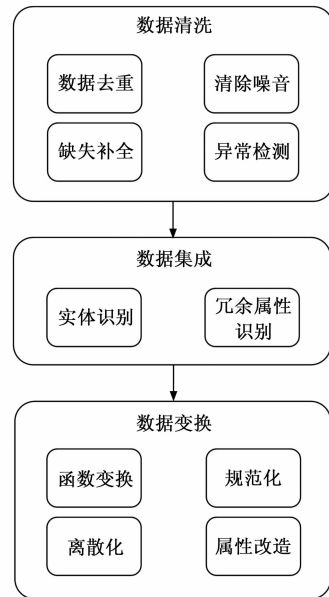 数据清洗
数据去重
清除噪音
缺失补全
异常检测
数据集成
实体识别
冗余属性
识别
数据变换
函数变换
规范化
离散化
属性改造